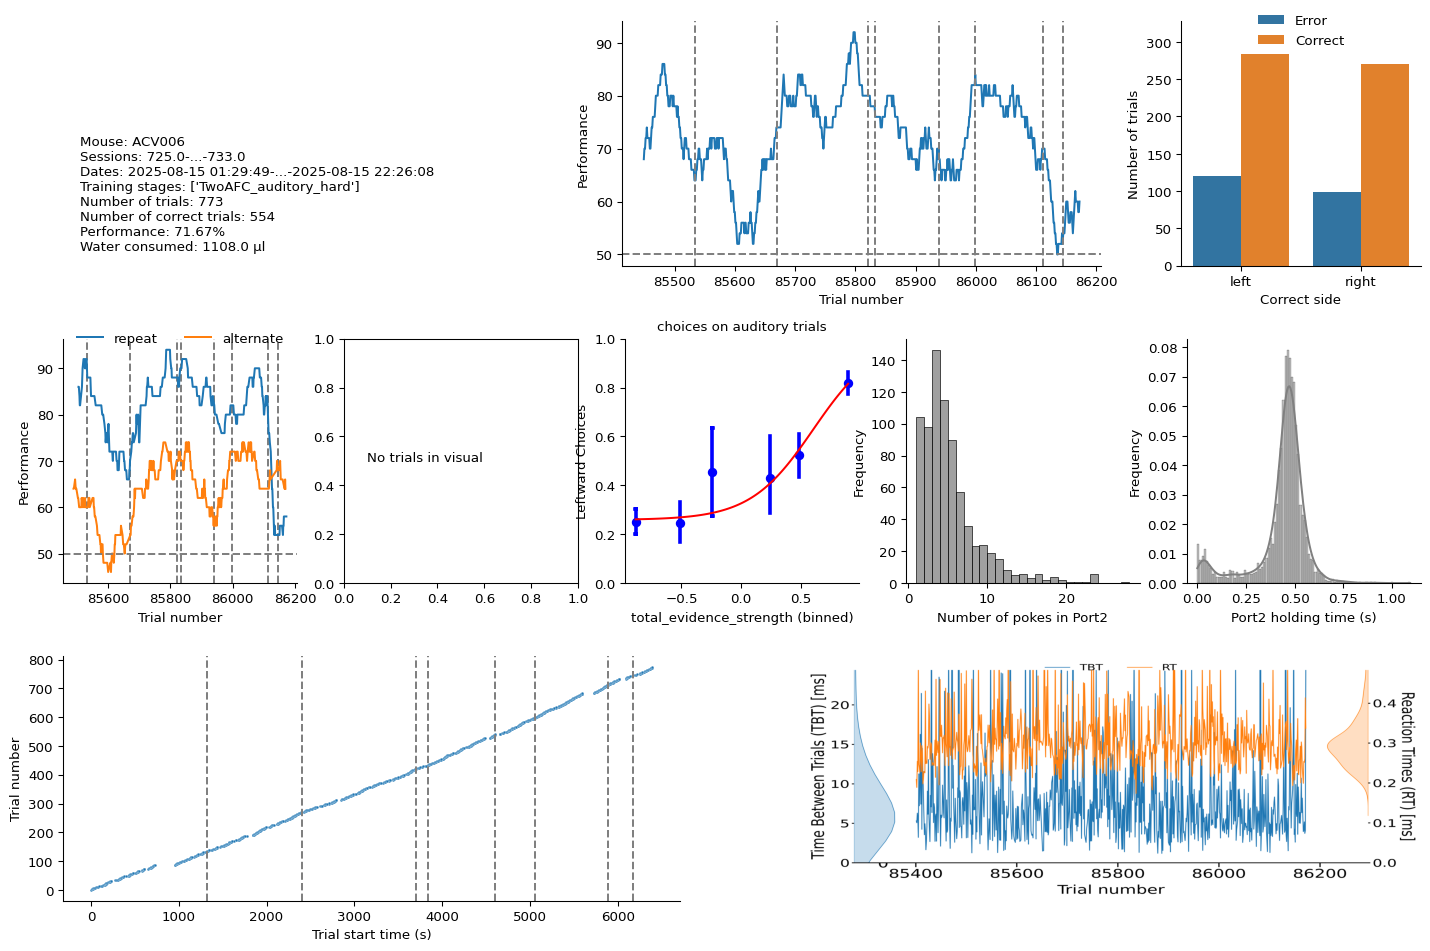 Mouse: ACV006
Sessions: 725.0-...-733.0
Dates: 2025-08-15 01:29:49-...-2025-08-15 22:26:08
Training stages: ['TwoAFC_auditory_hard']
Number of trials: 773
Number of correct trials: 554
Performance: 71.67%
Water consumed: 1108.0 µl
Performance
90
80
70
60
50
85500 85600 85700 85800 85900 86000 86100 86200
Trial number
Error
Correct
Number of trials
300
250
200
150
100
50
0
left right
Correct side
repeat alternate
Performance
90
80
70
60
50
85600 85800 86000 86200
Trial number
1.0
0.8
0.6
0.4
0.2
0.0
No trials in visual
0.0 0.2 0.4 0.6 0.8 1.0
choices on auditory trials
Leftward Choices
1.0
0.8
0.6
0.4
0.2
0.0
−0.5 0.0 0.5
total_evidence_strength (binned)
Frequency
140
120
100
80
60
40
20
0
0 10 20
Number of pokes in Port2
Frequency
0.08
0.07
0.06
0.05
0.04
0.03
0.02
0.01
0.00
0.00 0.25 0.50 0.75 1.00
Port2 holding time (s)
Trial number
800
700
600
500
400
300
200
100
0
0 1000 2000 3000 4000 5000 6000
Trial start time (s)
TBT RT
Time Between Trials (TBT) [ms]
20
15
10
5
0
0
85400 85600 85800 86000 86200
Trial number
0.4
0.3
0.2
0.1
0.0
Reaction Times (RT) [ms]